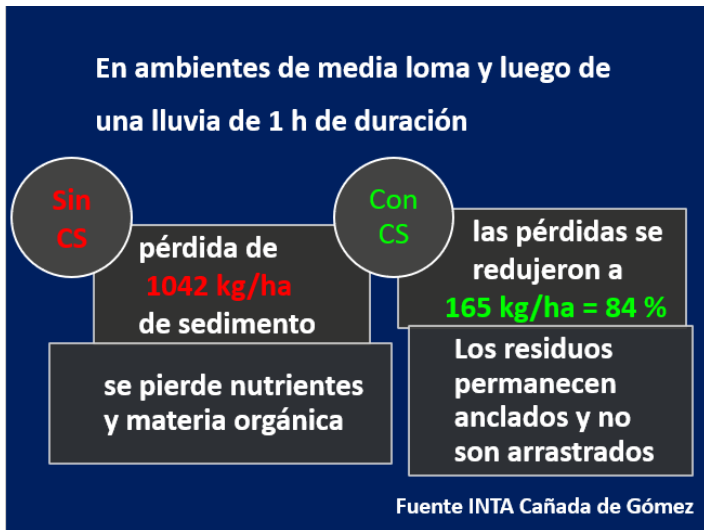 En ambientes de media loma y luego de
una lluvia de 1 h de duración
Sin
CS
pérdida de
1042 kg/ha
de sedimento
se pierde nutrientes
y materia orgánica
Con
CS
las pérdidas se
redujeron a
165 kg/ha = 84 %
Los residuos
permanecen
anclados y no
son arrastrados
Fuente INTA Cañada de Gómez